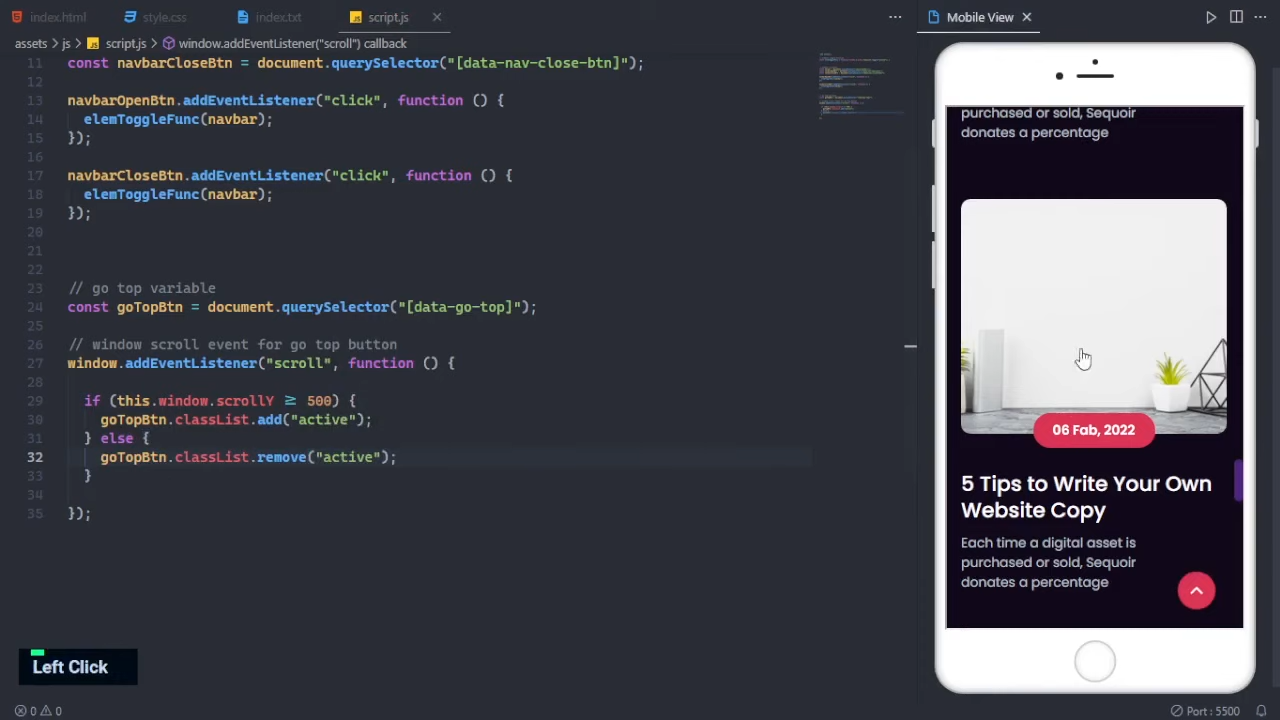 index.html
style.css
index.txt
script.js
Mobile View
assets > js > script.js > window.addEventListener("scroll") callback
11 const navbarCloseBtn = document.querySelector("[data-nav-close-btn]");
12
13 navbarOpenBtn.addEventListener("click", function () {
14 elemToggleFunc(navbar);
15 });
16
17 navbarCloseBtn.addEventListener("click", function () {
18 elemToggleFunc(navbar);
19 });
20
21
22
23 // go top variable
24 const goTopBtn = document.querySelector("[data-go-top]");
25
26 // window scroll event for go top button
27 window.addEventListener("scroll", function () {
28
29 if (this.window.scrollY ≥ 500) {
30 goTopBtn.classList.add("active");
31 } else {
32 goTopBtn.classList.remove("active");
33 }
34
35 });
purchased or sold, Sequoir
donates a percentage
06 Fab, 2022
5 Tips to Write Your Own
Website Copy
Each time a digital asset is
purchased or sold, Sequoir
donates a percentage
Left Click
0 0
Port : 5500